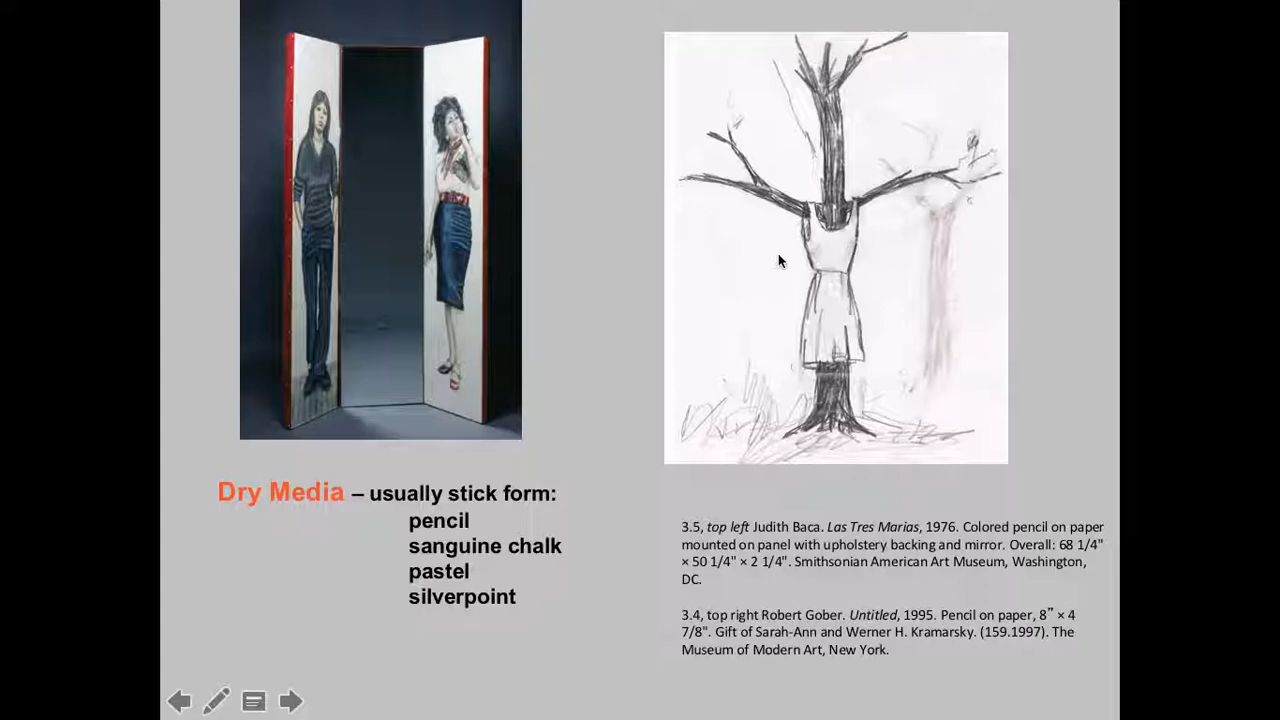 Dry Media – usually stick form:
pencil
sanguine chalk
pastel
silverpoint
3.5, top left Judith Baca. Las Tres Marias, 1976. Colored pencil on paper
mounted on panel with upholstery backing and mirror. Overall: 68 1/4"
× 50 1/4" × 2 1/4". Smithsonian American Art Museum, Washington,
DC.
3.4, top right Robert Gober. Untitled, 1995. Pencil on paper, 8” × 4
7/8". Gift of Sarah-Ann and Werner H. Kramarsky. (159.1997). The
Museum of Modern Art, New York.